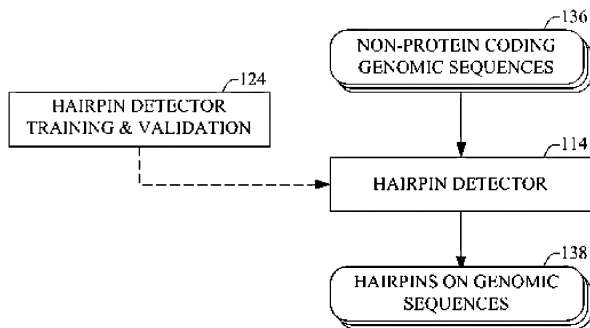 136
NON-PROTEIN CODING
GENOMIC SEQUENCES
124
HAIRPIN DETECTOR
TRAINING & VALIDATION
114
HAIRPIN DETECTOR
138
HAIRPINS ON GENOMIC
SEQUENCES